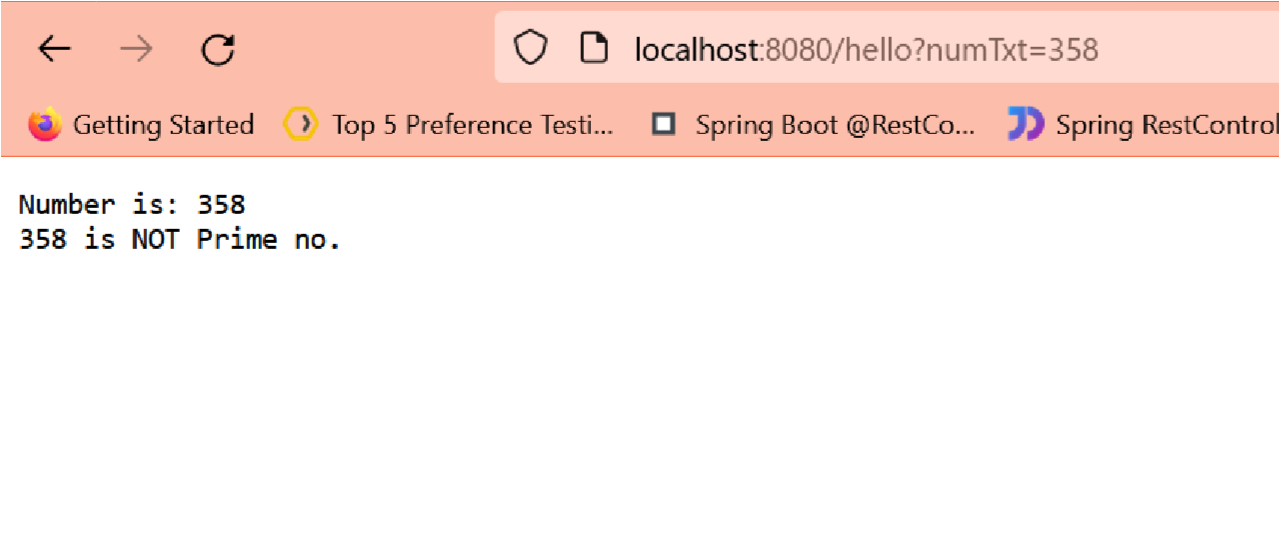 localhost:8080/hello?numTxt=358
Getting Started Top 5 Preference Testi... Spring Boot @RestCo... Spring RestControl
Number is: 358
358 is NOT Prime no.